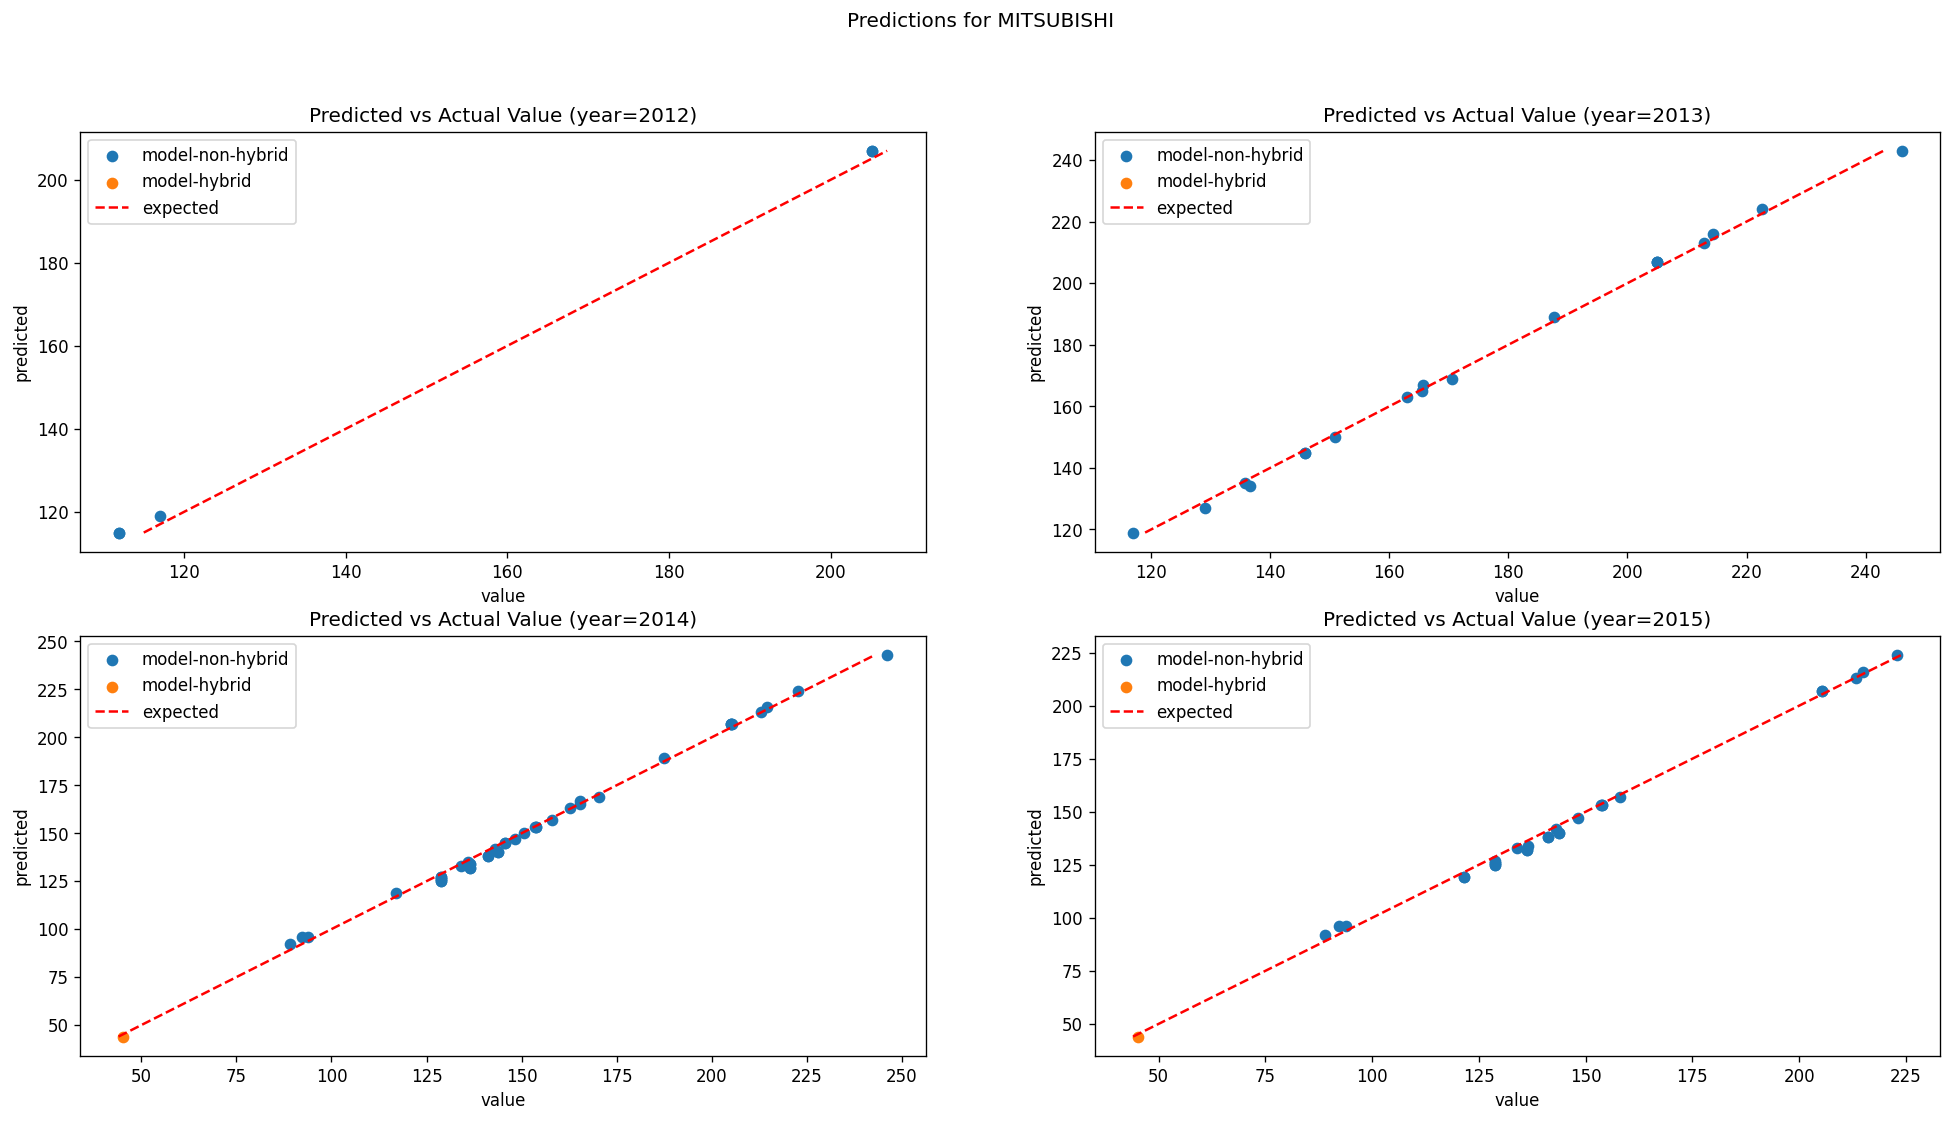 Predictions for MITSUBISHI
Predicted vs Actual Value (year=2012)
model-non-hybrid
model-hybrid
expected
200
180
160
140
120
predicted
120 140 160 180 200
value
Predicted vs Actual Value (year=2013)
model-non-hybrid
model-hybrid
expected
240
220
200
180
160
140
120
predicted
120 140 160 180 200 220 240
value
Predicted vs Actual Value (year=2014)
model-non-hybrid
model-hybrid
expected
250
225
200
175
150
125
100
75
50
predicted
50 75 100 125 150 175 200 225 250
value
Predicted vs Actual Value (year=2015)
model-non-hybrid
model-hybrid
expected
225
200
175
150
125
100
75
50
predicted
50 75 100 125 150 175 200 225
value